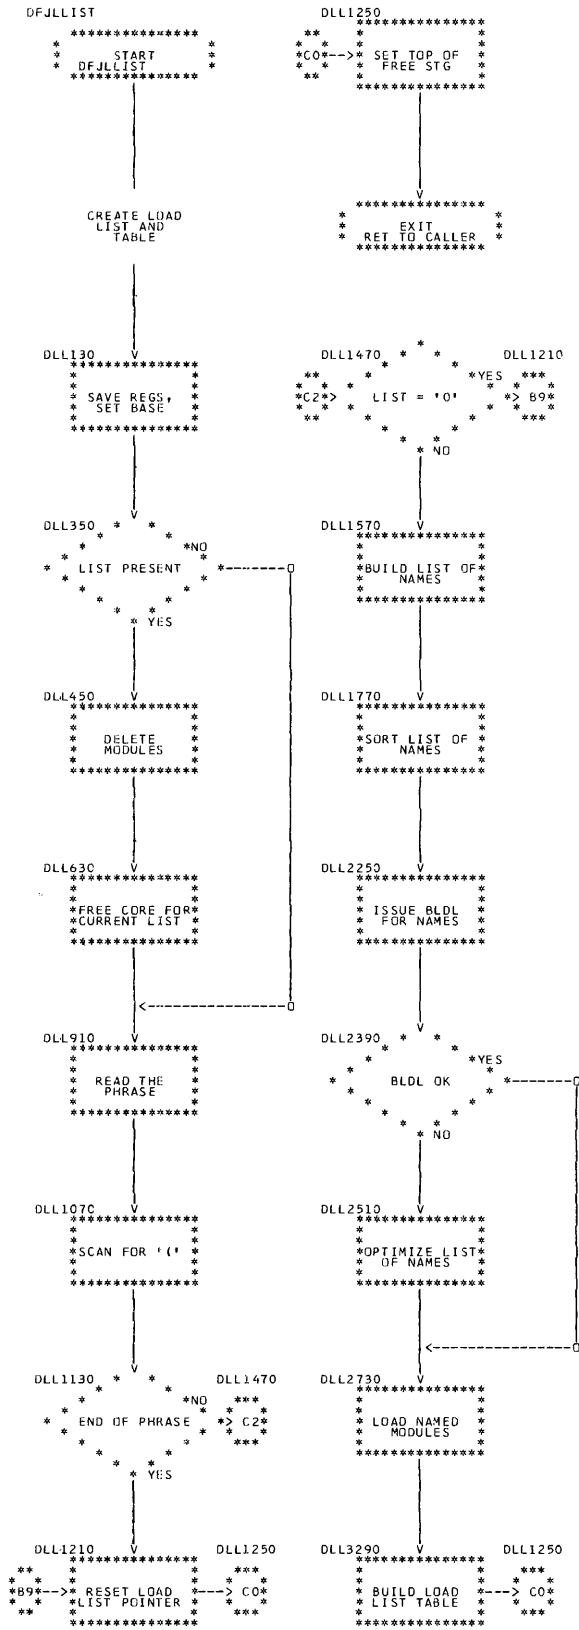 DFJLLIST
START
DFJLLIST
CREATE LOAD
LIST AND
TABLE
DLL130
SAVE REGS,
SET BASE
DLL350
NO
LIST PRESENT
YES
DLL450
DELETE
MODULES
DLL630
FREE CORE FOR
CURRENT LIST
DLL910
READ THE
PHRASE
DLL1070
SCAN FOR '('
DLL1130
DLL1470
NO
END OF PHRASE
C2
YES
DLL1210
DLL1250
B9
RESET LOAD
LIST POINTER
C0
DLL1250
C0
SET TOP OF
FREE STG
EXIT
RET TO CALLER
DLL1470
DLL1210
YES
C2
LIST = '0'
B9
NO
DLL1570
BUILD LIST OF
NAMES
DLL1770
SORT LIST OF
NAMES
DLL2250
ISSUE BLDL
FOR NAMES
DLL2390
YES
BLDL OK
NO
DLL2510
OPTIMIZE LIST
OF NAMES
DLL2730
LOAD NAMED
MODULES
DLL3290
DLL1250
BUILD LOAD
LIST TABLE
C0